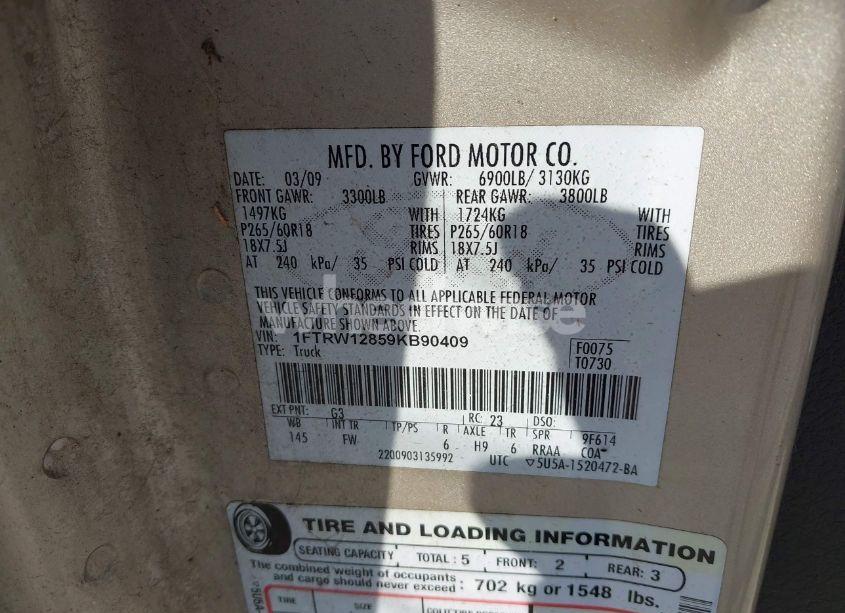 MFD. BY FORD MOTOR CO.
DATE: 03/09 GVWR: 6900LB/ 3130KG
FRONT GAWR: 3300LB REAR GAWR: 3800LB
1497KG WITH 1724KG WITH
P265/60R18 TIRES P265/60R18 TIRES
18X7.5J RIMS 18X7.5J RIMS
AT 240 kPa/ 35 PSI COLD AT 240 kPa/ 35 PSI COLD
THIS VEHICLE CONFORMS TO ALL APPLICABLE FEDERAL MOTOR
VEHICLE SAFETY STANDARDS IN EFFECT ON THE DATE OF
MANUFACTURE SHOWN ABOVE
VIN: 1FTRW12859KB90409 F0075
TYPE: Truck T0730
EXT PNT: G3 RC: 23 DSO:
WB INT TR TP/PS R AXLE TR SPR 9F614
145 FW 6 H9 6 RRAA COA
2200903135992 UTC ▽5U5A-1520472-BA
TIRE AND LOADING INFORMATION
SEATING CAPACITY TOTAL: 5 FRONT: 2 REAR: 3
The combined weight of occupants
and cargo should never exceed: 702 kg or 1548 lbs.
TIRE SIZE